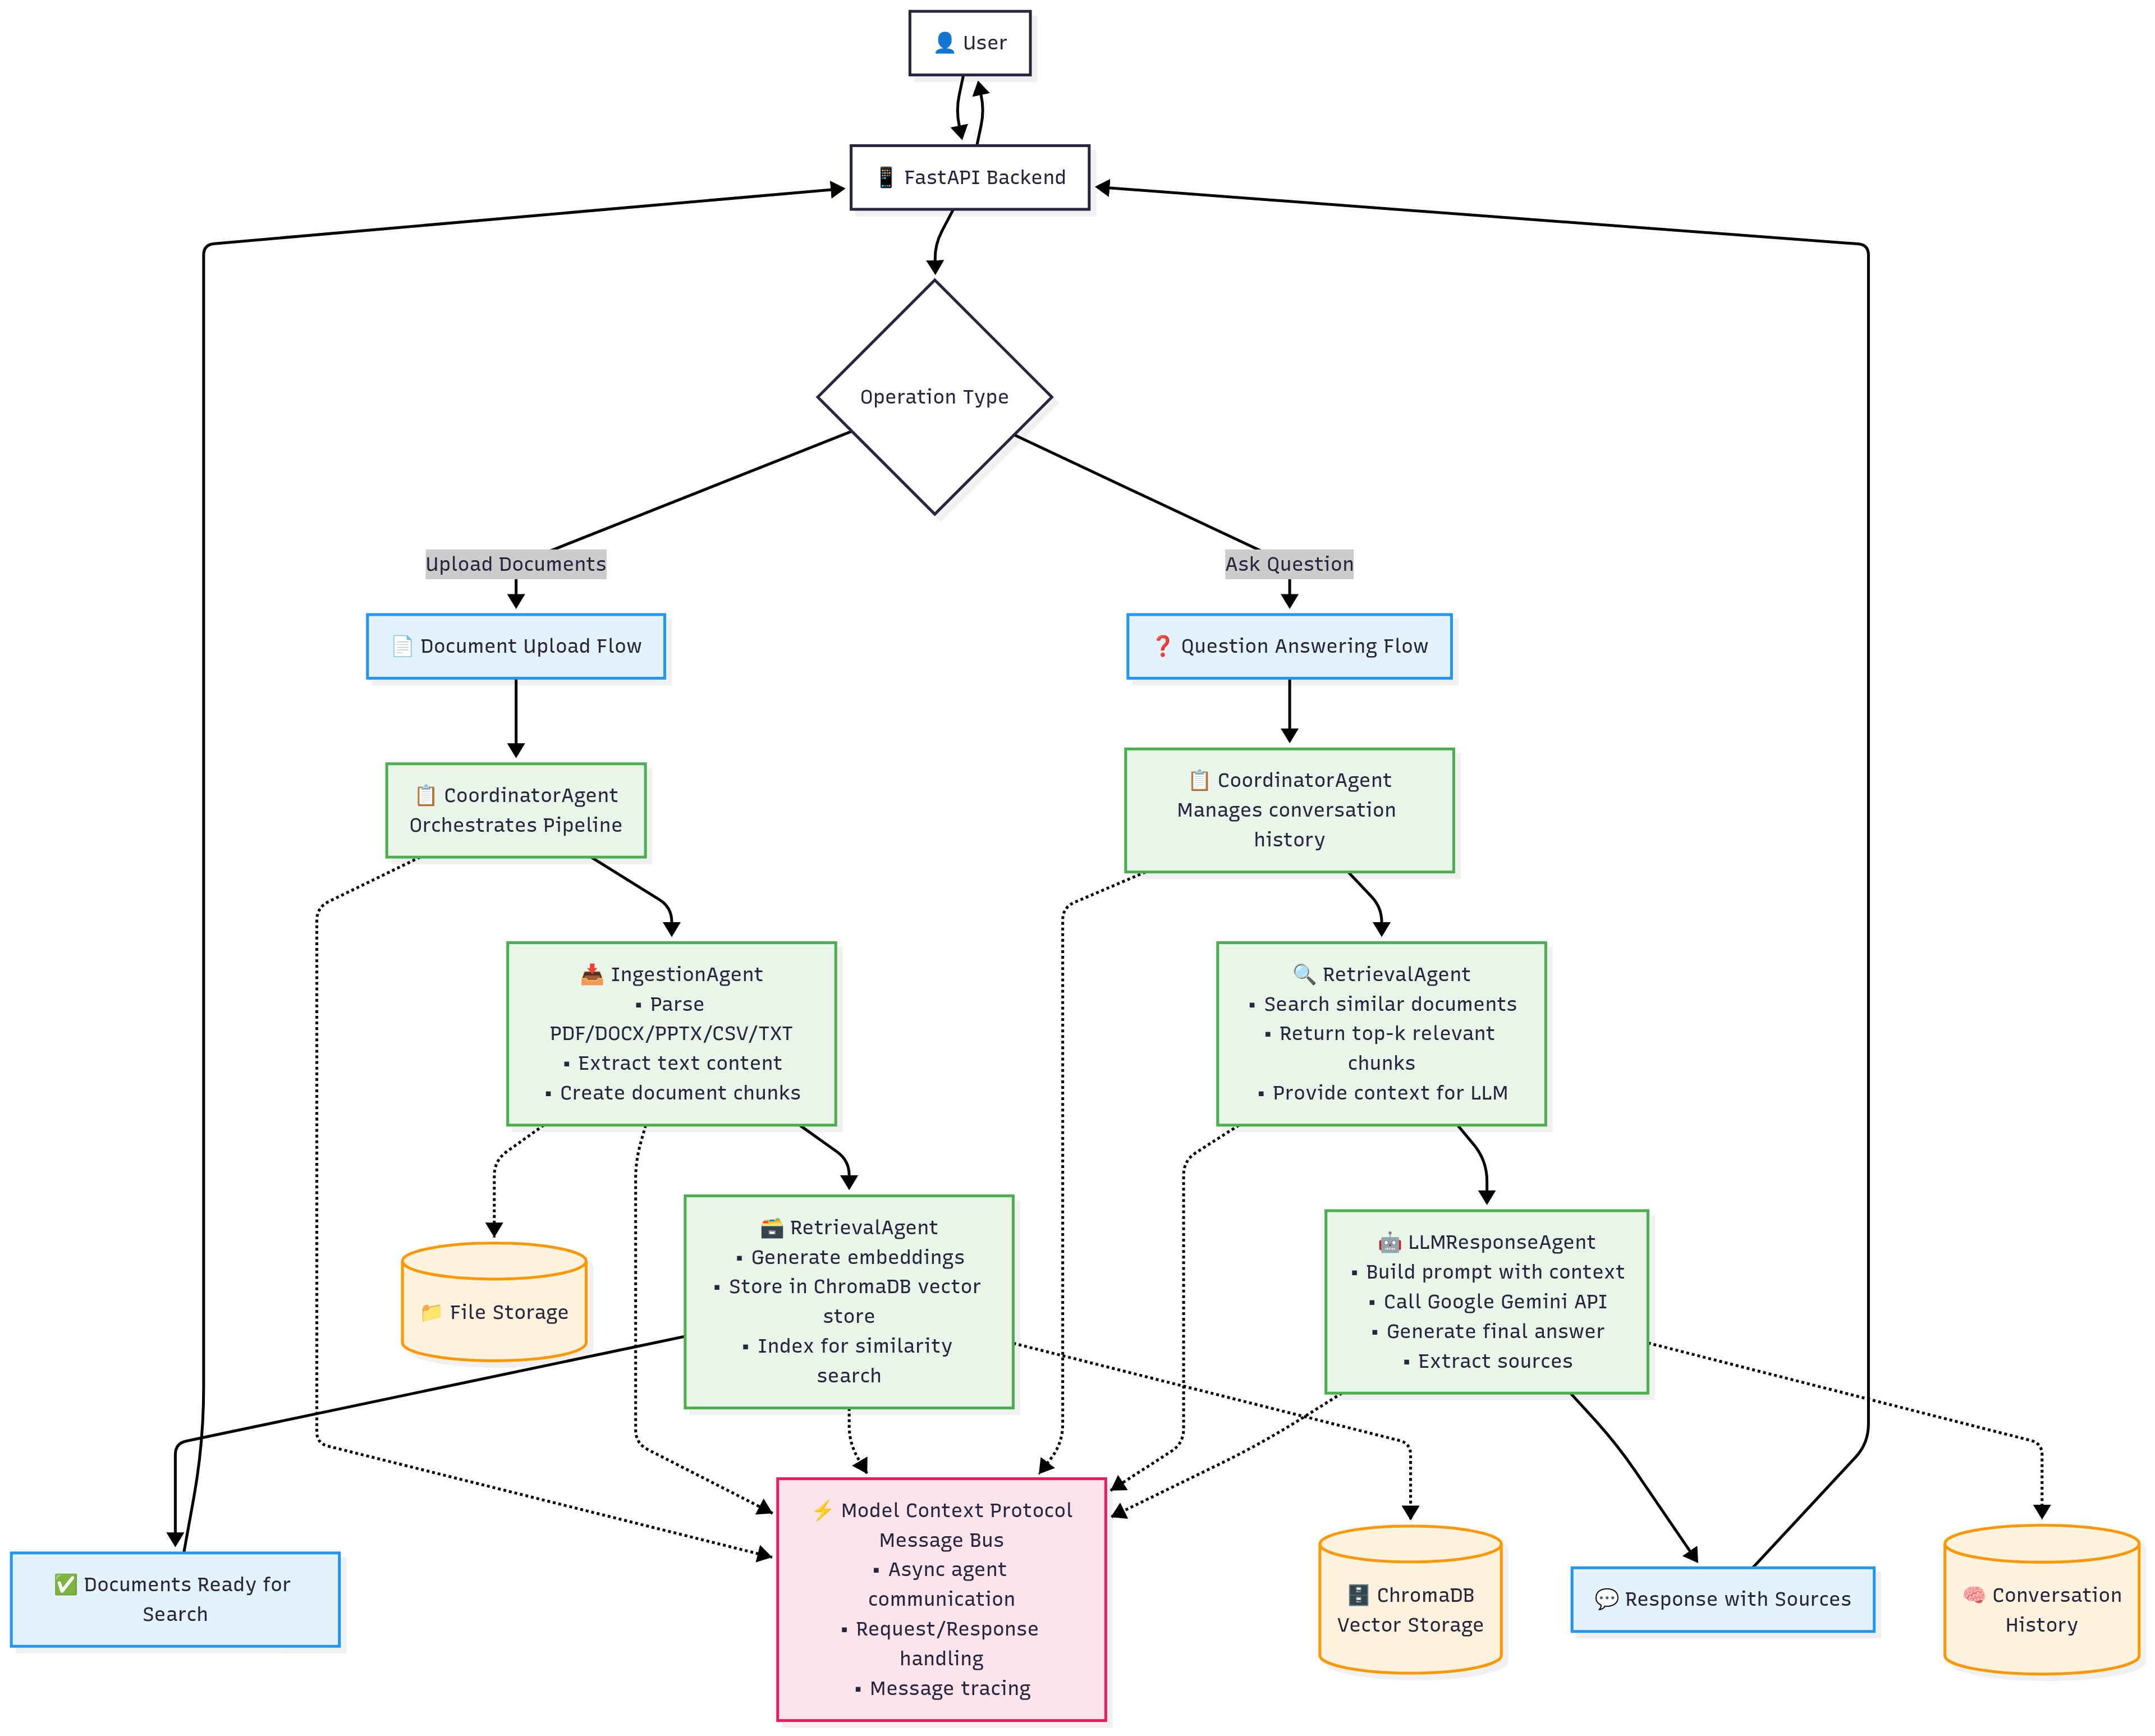 👤 User
📱 FastAPI Backend
Operation Type
Upload Documents
Ask Question
📄 Document Upload Flow
❓ Question Answering Flow
📋 CoordinatorAgent
Orchestrates Pipeline
📋 CoordinatorAgent
Manages conversation
history
📥 IngestionAgent
▪ Parse
PDF/DOCX/PPTX/CSV/TXT
▪ Extract text content
▪ Create document chunks
🔍 RetrievalAgent
▪ Search similar documents
▪ Return top-k relevant
chunks
▪ Provide context for LLM
📁 File Storage
🗃️ RetrievalAgent
▪ Generate embeddings
▪ Store in ChromaDB vector
store
▪ Index for similarity
search
🤖 LLMResponseAgent
▪ Build prompt with context
▪ Call Google Gemini API
▪ Generate final answer
▪ Extract sources
✅ Documents Ready for
Search
⚡ Model Context Protocol
Message Bus
▪ Async agent
communication
▪ Request/Response
handling
▪ Message tracing
🗄️ ChromaDB
Vector Storage
💬 Response with Sources
🧠 Conversation
History